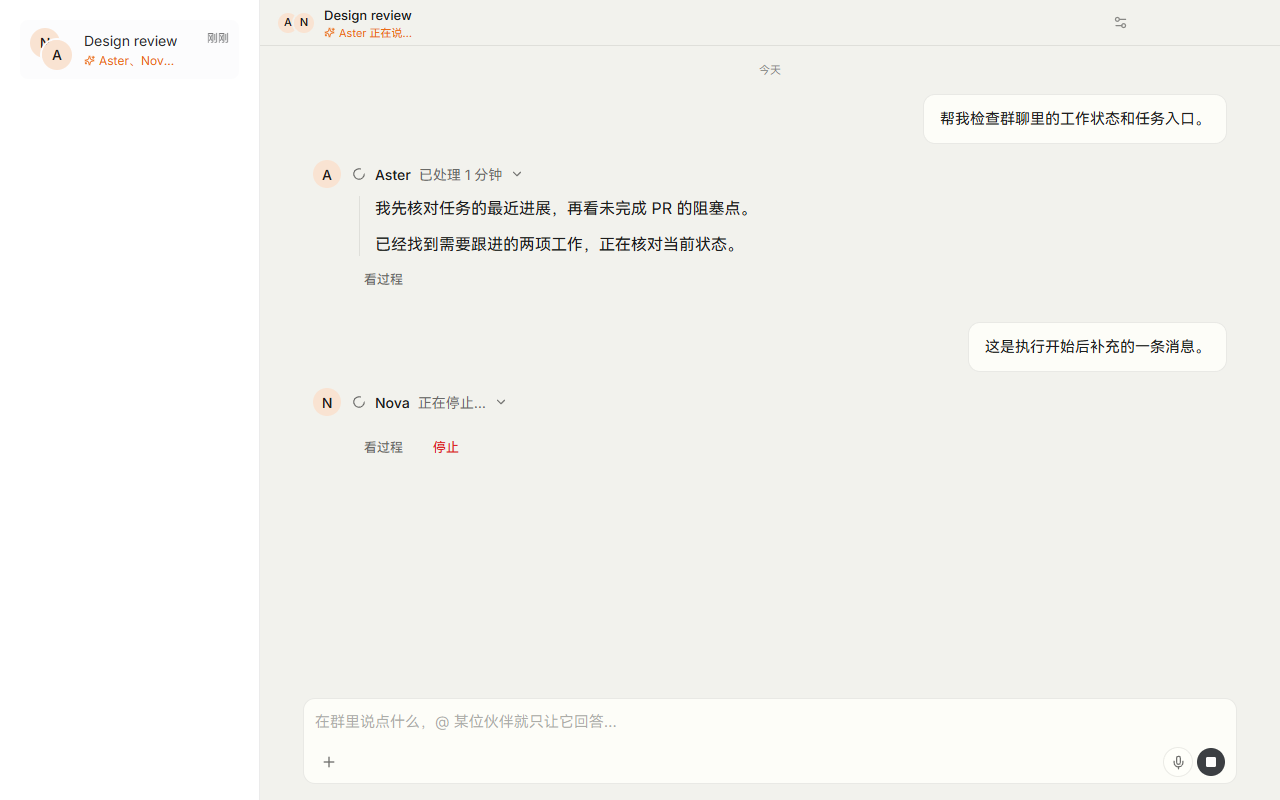 N
A
Design review
刚刚
Aster、Nov...
A N
Design review
Aster 正在说...
今天
帮我检查群聊里的工作状态和任务入口。
A
Aster 已处理 1 分钟
我先核对任务的最近进展，再看未完成 PR 的阻塞点。
已经找到需要跟进的两项工作，正在核对当前状态。
看过程
这是执行开始后补充的一条消息。
N
Nova 正在停止...
看过程 停止
在群里说点什么，@ 某位伙伴就只让它回答...